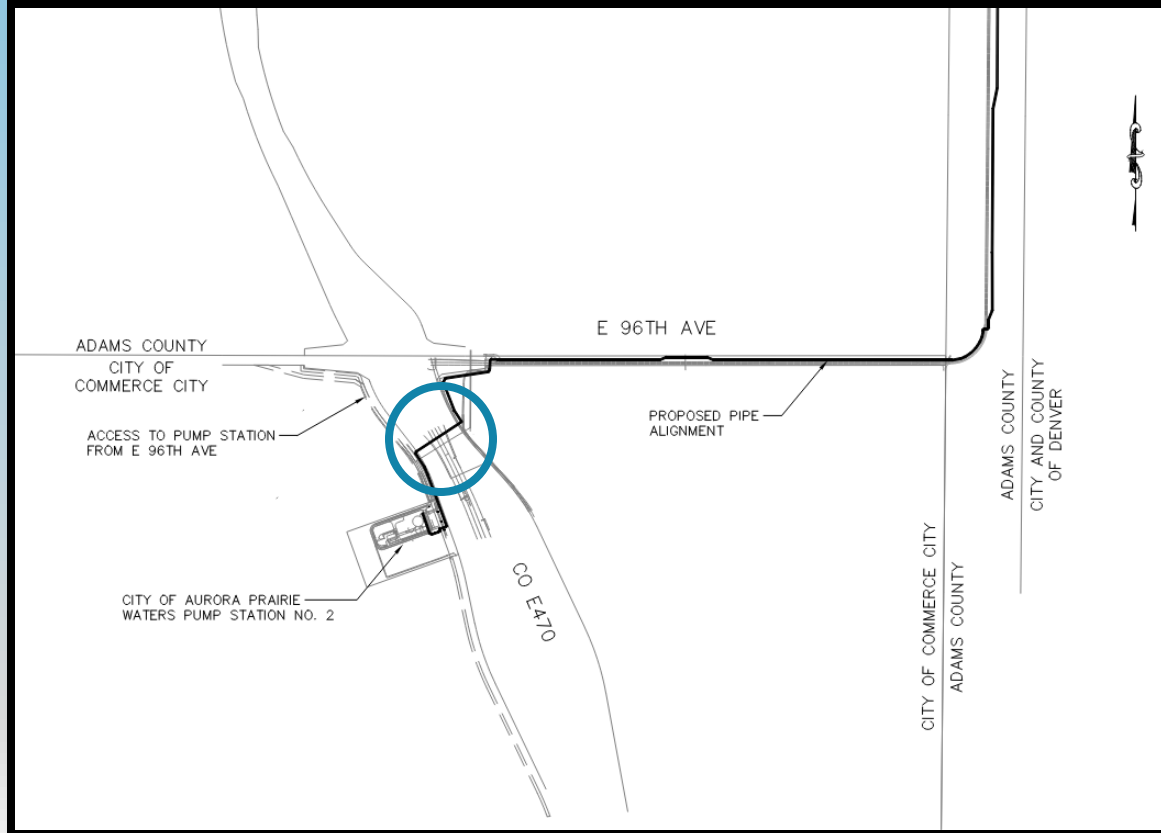 E 96TH AVE
ADAMS COUNTY
CITY OF
COMMERCE CITY
ACCESS TO PUMP STATION
FROM E 96TH AVE
PROPOSED PIPE
ALIGNMENT
ADAMS COUNTY
CITY AND COUNTY
OF DENVER
CITY OF AURORA PRAIRIE
WATERS PUMP STATION NO. 2
CO E470
CITY OF COMMERCE CITY
ADAMS COUNTY